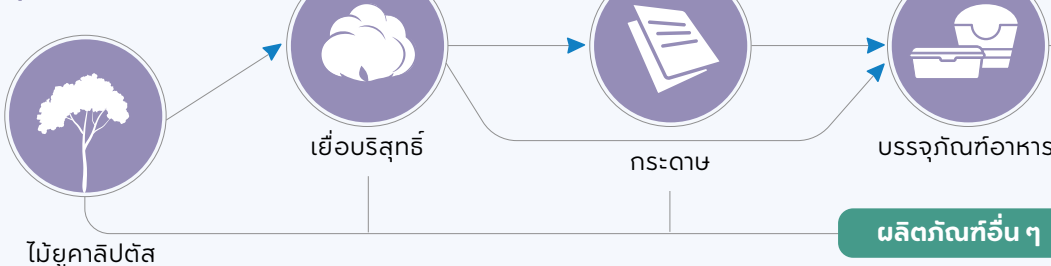 เยื่อบริสุทธิ์
กระดาษ
บรรจุภัณฑ์อาหาร
ไม้ยูคาลิปตัส
ผลิตภัณฑ์อื่น ๆ